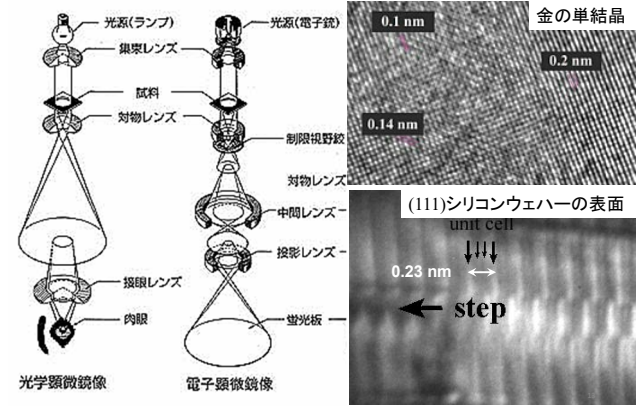 光源(ランプ)
集束レンズ
試料
対物レンズ
接眼レンズ
肉眼
光学顕微鏡像
光源(電子銃)
制限視野絞
対物レンズ
中間レンズ
投影レンズ
蛍光板
電子顕微鏡像
金の単結晶
0.1 nm
0.2 nm
0.14 nm
(111)シリコンウェハーの表面
unit cell
0.23 nm
step